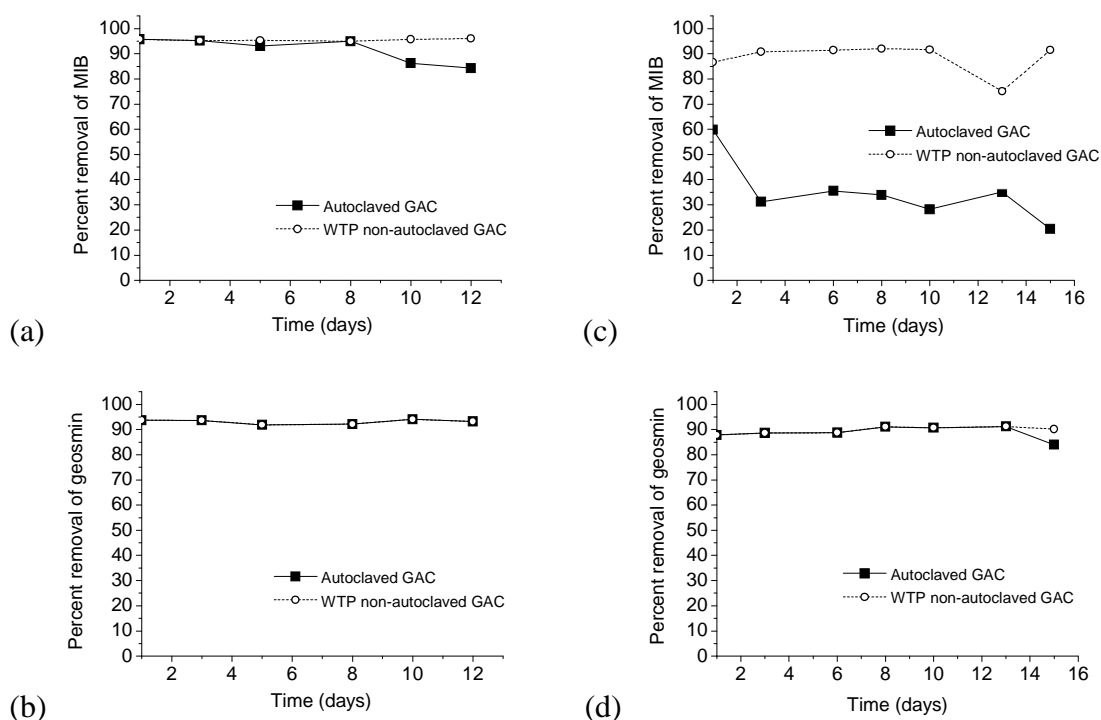 Percent removal of MIB
100
90
80
70
60
50
40
30
20
10
0
Autoclaved GAC
WTP non-autoclaved GAC
2 4 6 8 10 12
Time (days)
(a)
Percent removal of MIB
100
90
80
70
60
50
40
30
20
10
0
Autoclaved GAC
WTP non-autoclaved GAC
2 4 6 8 10 12 14 16
Time (days)
(c)
Percent removal of geosmin
100
90
80
70
60
50
40
30
20
10
0
Autoclaved GAC
WTP non-autoclaved GAC
2 4 6 8 10 12
Time (days)
(b)
Percent removal of geosmin
100
90
80
70
60
50
40
30
20
10
0
Autoclaved GAC
WTP non-autoclaved GAC
2 4 6 8 10 12 14 16
Time (days)
(d)